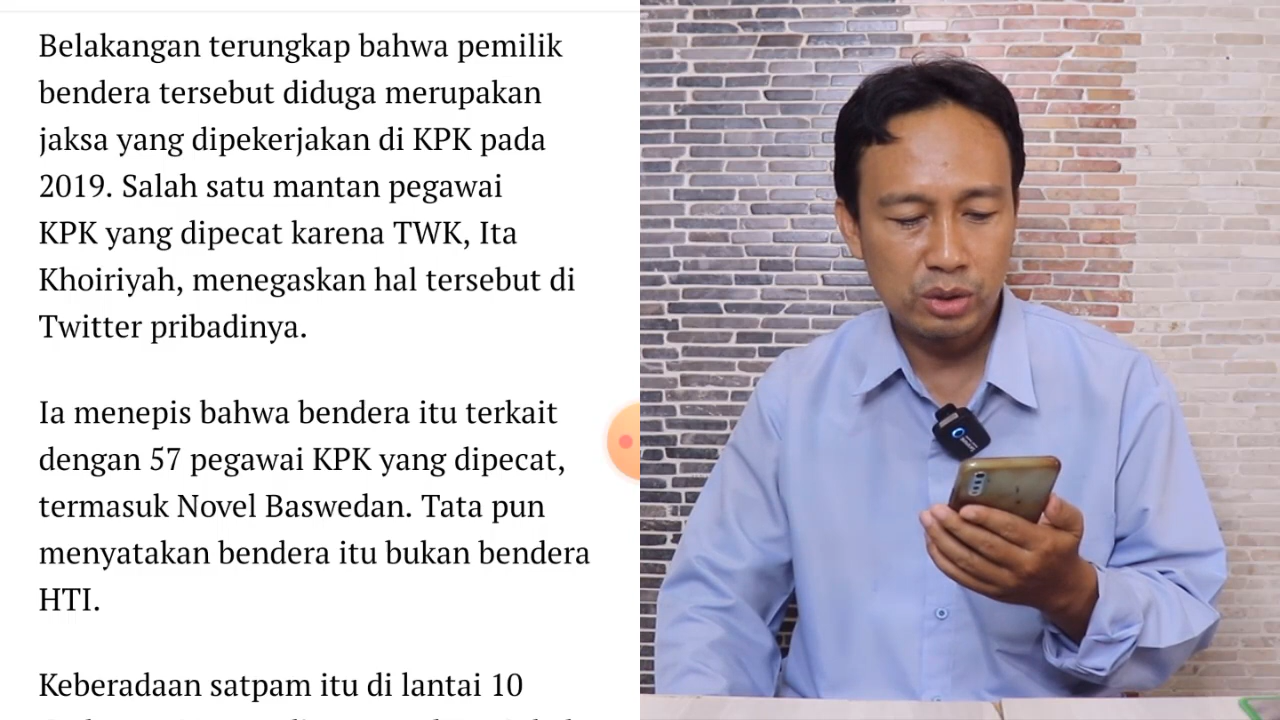 Belakangan terungkap bahwa pemilik
bendera tersebut diduga merupakan
jaksa yang dipekerjakan di KPK pada
2019. Salah satu mantan pegawai
KPK yang dipecat karena TWK, Ita
Khoiriyah, menegaskan hal tersebut di
Twitter pribadinya.
Ia menepis bahwa bendera itu terkait
dengan 57 pegawai KPK yang dipecat,
termasuk Novel Baswedan. Tata pun
menyatakan bendera itu bukan bendera
HTI.
Keberadaan satpam itu di lantai 10